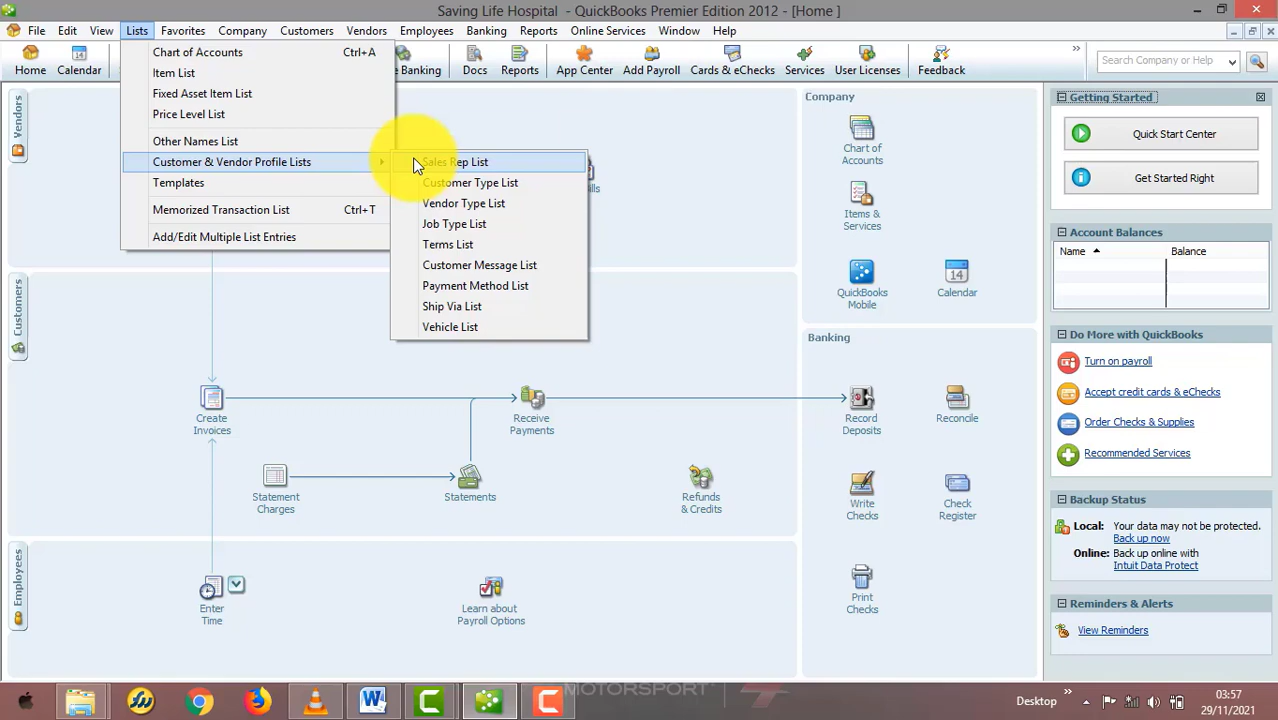 Saving Life Hospital - QuickBooks Premier Edition 2012 - [Home ]
File Edit View Lists Favorites Company Customers Vendors Employees Banking Reports Online Services Window Help
Home Calendar Banking Docs Reports App Center Add Payroll Cards & eChecks Services User Licenses Feedback
Search Company or Help
Chart of Accounts Ctrl+A
Item List
Fixed Asset Item List
Price Level List
Other Names List
Customer & Vendor Profile Lists
Templates
Memorized Transaction List Ctrl+T
Add/Edit Multiple List Entries
Sales Rep List
Customer Type List
Vendor Type List
Job Type List
Terms List
Customer Message List
Payment Method List
Ship Via List
Vehicle List
Vendors
Customers
Create
Invoices
Receive
Payments
Statement
Charges
Statements
Refunds
& Credits
Employees
Enter
Time
Learn about
Payroll Options
Company
Chart of
Accounts
Items &
Services
QuickBooks
Mobile
14
Calendar
Banking
Record
Deposits
Reconcile
Write
Checks
Check
Register
Print
Checks
Getting Started
Quick Start Center
Get Started Right
Account Balances
Name Balance
Do More with QuickBooks
Turn on payroll
Accept credit cards & eChecks
Order Checks & Supplies
Recommended Services
Backup Status
Local: Your data may not be protected.
Back up now
Online: Back up online with
Intuit Data Protect
Reminders & Alerts
View Reminders
MOTORSPORT
Desktop
03:57
29/11/2021